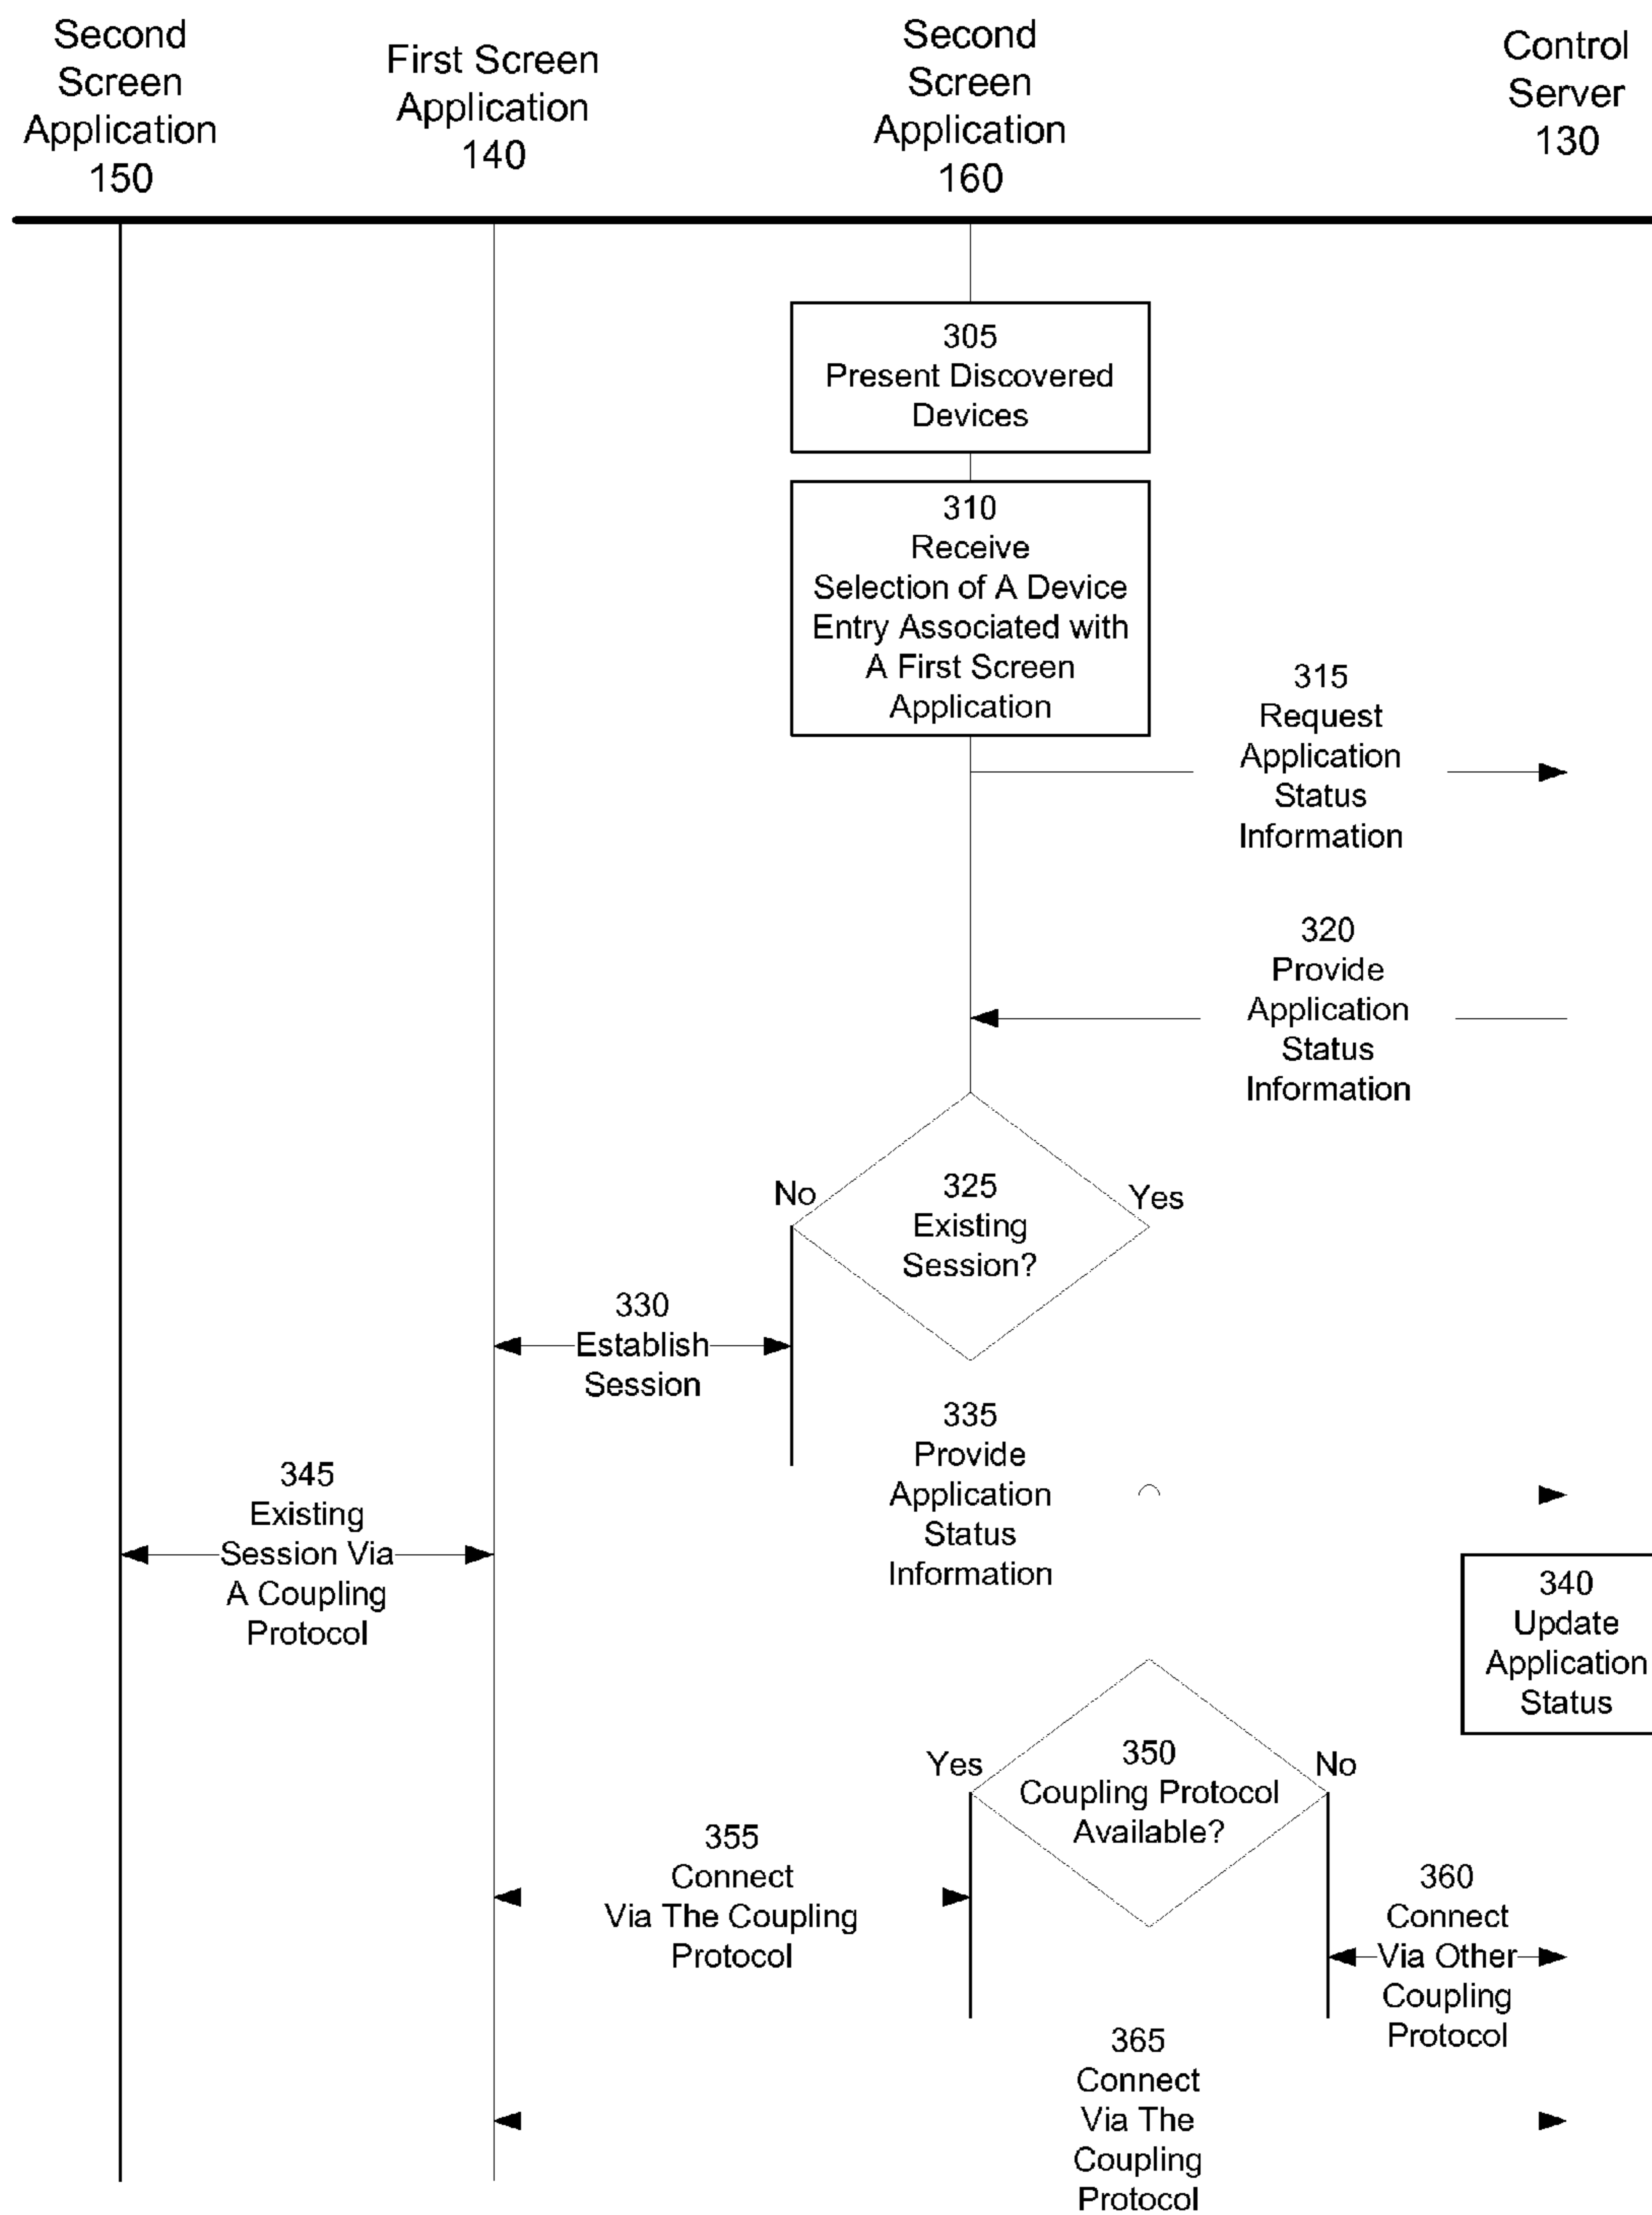 Second
Screen
Application
150
First Screen
Application
140
Second
Screen
Application
160
Control
Server
130
305
Present Discovered
Devices
310
Receive
Selection of A Device
Entry Associated with
A First Screen
Application
315
Request
Application
Status
Information
320
Provide
Application
Status
Information
No
325
Existing
Session?
Yes
330
Establish
Session
335
Provide
Application
Status
Information
345
Existing
Session Via
A Coupling
Protocol
340
Update
Application
Status
Yes
350
Coupling Protocol
Available?
No
355
Connect
Via The Coupling
Protocol
360
Connect
Via Other
Coupling
Protocol
365
Connect
Via The
Coupling
Protocol